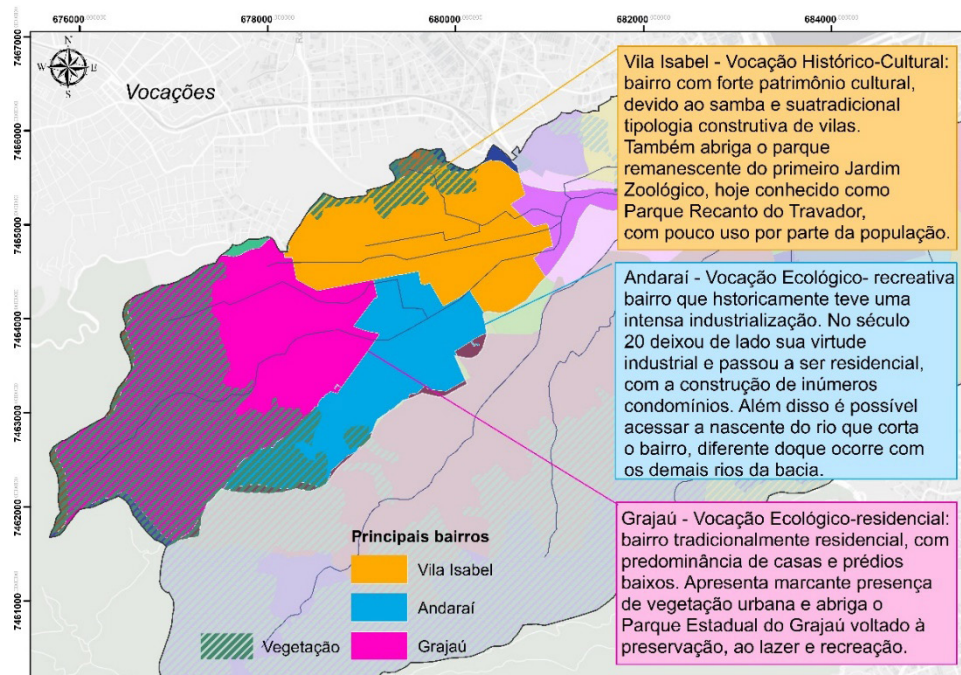 676000
678000
680000
682000
684000
7467000
7466000
7465000
7464000
7463000
7462000
7461000
N
W
E
S
Vocações
Vila Isabel - Vocação Histórico-Cultural:
bairro com forte patrimônio cultural,
devido ao samba e suatradicional
tipologia construtiva de vilas.
Também abriga o parque
remanescente do primeiro Jardim
Zoológico, hoje conhecido como
Parque Recanto do Travador,
com pouco uso por parte da população.
Andaraí - Vocação Ecológico- recreativa
bairro que hstoricamente teve uma
intensa industrialização. No século
20 deixou de lado sua virtude
industrial e passou a ser residencial,
com a construção de inúmeros
condomínios. Além disso é possível
acessar a nascente do rio que corta
o bairro, diferente doque ocorre com
os demais rios da bacia.
Grajaú - Vocação Ecológico-residencial:
bairro tradicionalmente residencial, com
predominância de casas e prédios
baixos. Apresenta marcante presença
de vegetação urbana e abriga o
Parque Estadual do Grajaú voltado à
preservação, ao lazer e recreação.
Principais bairros
Vila Isabel
Andaraí
Grajaú
Vegetação